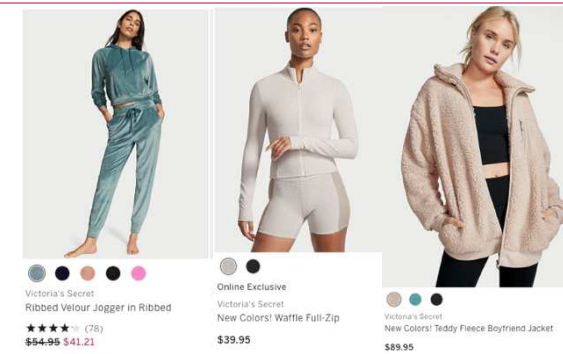 Victoria's Secret
Ribbed Velour Jogger in Ribbed
(78)
$54.95 $41.21
Online Exclusive
Victoria's Secret
New Colors! Waffle Full-Zip
$39.95
Victoria's Secret
New Colors! Teddy Fleece Boyfriend Jacket
$89.95